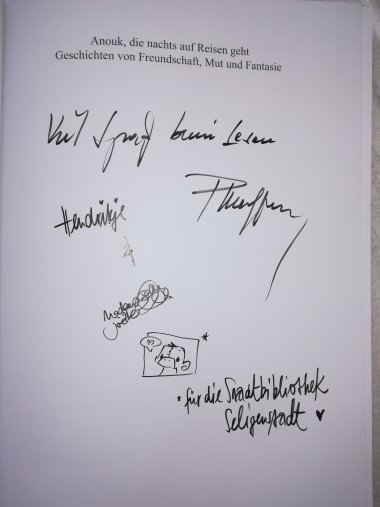 Anouk, die nachts auf Reisen geht
Geschichten von Freundschaft, Mut und Fantasie
Viel Spaß beim Lesen
Hendrikje
* für die Stadtbibliothek
Seligenstadt ♥